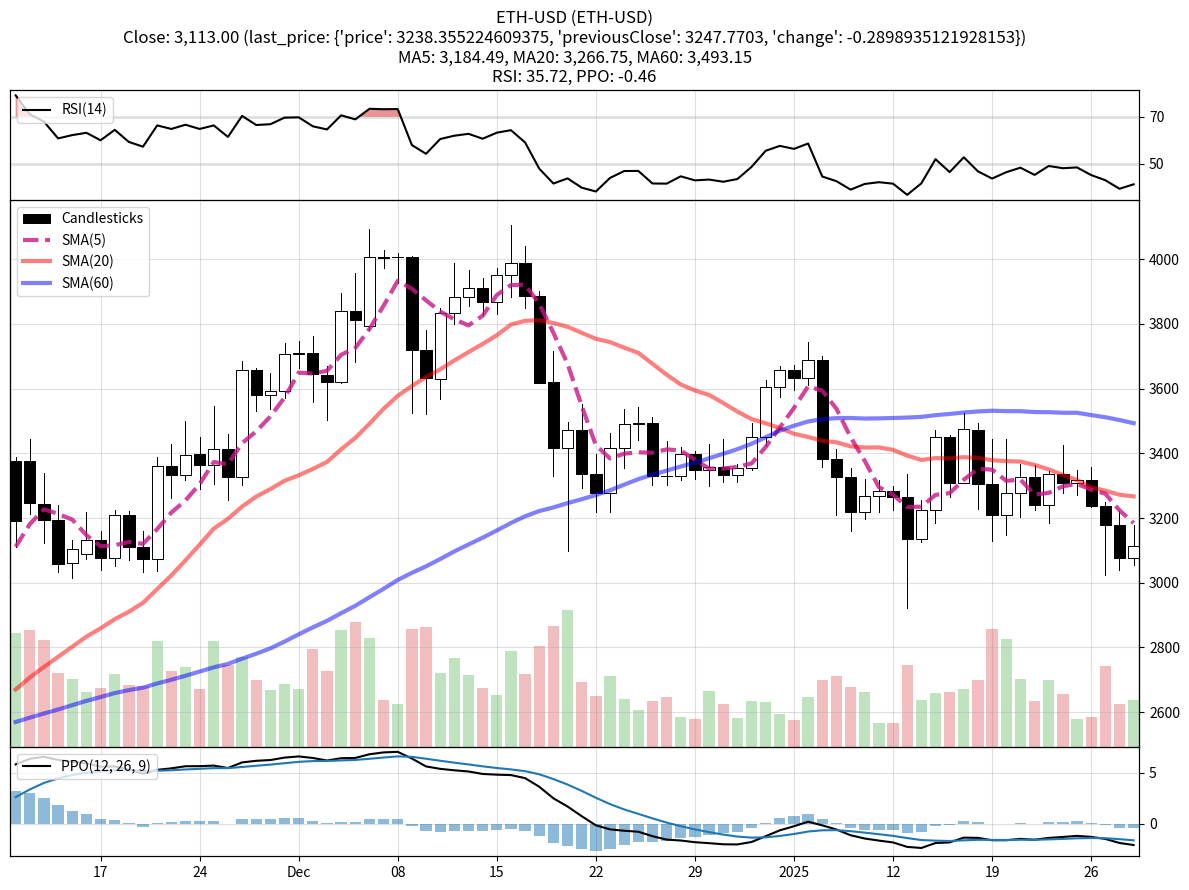 ETH-USD (ETH-USD)
Close: 3,113.00 (last_price: {'price': 3238.355224609375, 'previousClose': 3247.7703, 'change': -0.2898935121928153})
MA5: 3,184.49, MA20: 3,266.75, MA60: 3,493.15
RSI: 35.72, PPO: -0.46
RSI(14)
70
50
Candlesticks
SMA(5)
SMA(20)
SMA(60)
4000
3800
3600
3400
3200
3000
2800
2600
PPO(12,26,9)
5
0
17 24 Dec 08 15 22 29 2025 12 19 26